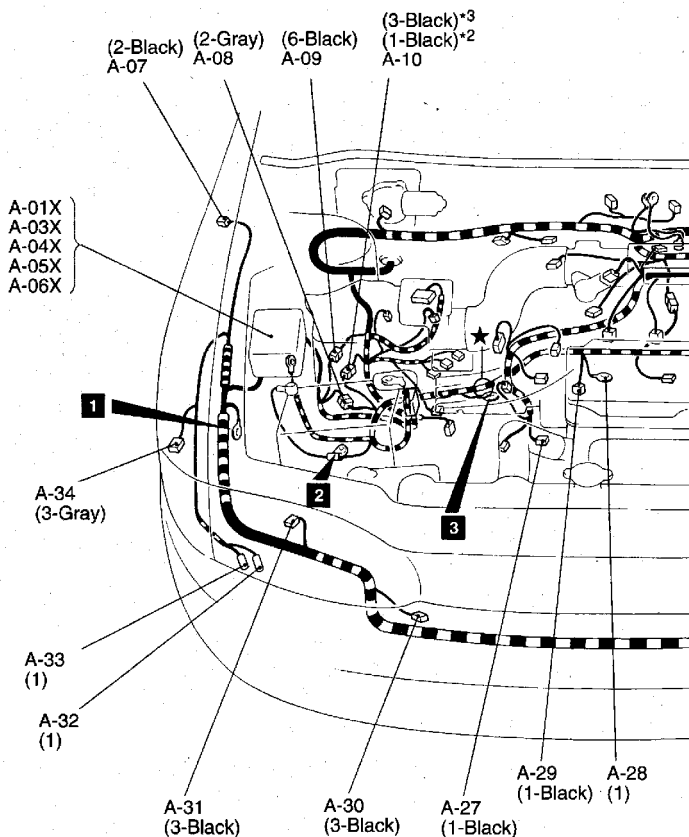 (2-Black)
A-07
(2-Gray)
A-08
(6-Black)
A-09
(3-Black)*3
(1-Black)*2
A-10
A-01X
A-03X
A-04X
A-05X
A-06X
★
1
A-34
(3-Gray)
2
3
A-33
(1)
A-32
(1)
A-31
(3-Black)
A-30
(3-Black)
A-27
(1-Black)
A-29
(1-Black)
A-28
(1)